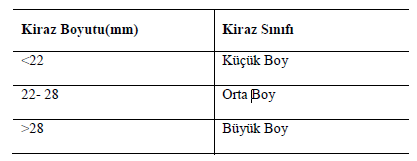 Kiraz Boyutu(mm) Kiraz Sınıfı
<22 Küçük Boy
22- 28 Orta Boy
>28 Büyük Boy